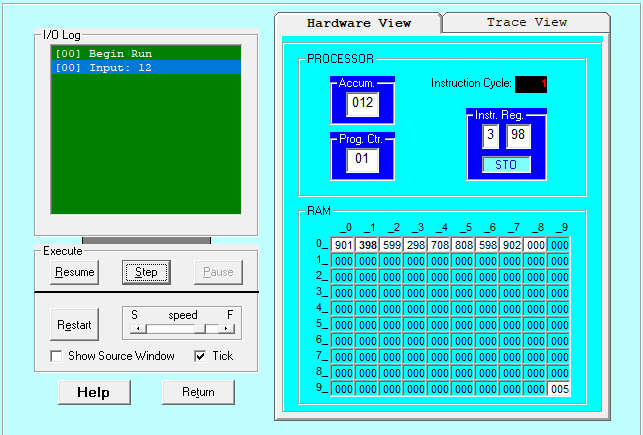 Hardware View
Trace View
I/O Log
[00] Begin Run
[00] Input: 12
PROCESSOR
Accum.
012
Instruction Cycle: 1
Prog. Ctr.
01
Instr. Reg.
3 98
STO
Execute
Resume Step Pause
Restart
S speed F
Show Source Window Tick
Help Return
RAM
_0 _1 _2 _3 _4 _5 _6 _7 _8 _9
0_ 901 398 599 298 708 808 598 902 000 000
1_ 000 000 000 000 000 000 000 000 000 000
2_ 000 000 000 000 000 000 000 000 000 000
3_ 000 000 000 000 000 000 000 000 000 000
4_ 000 000 000 000 000 000 000 000 000 000
5_ 000 000 000 000 000 000 000 000 000 000
6_ 000 000 000 000 000 000 000 000 000 000
7_ 000 000 000 000 000 000 000 000 000 000
8_ 000 000 000 000 000 000 000 000 000 000
9_ 000 000 000 000 000 000 000 000 000 005